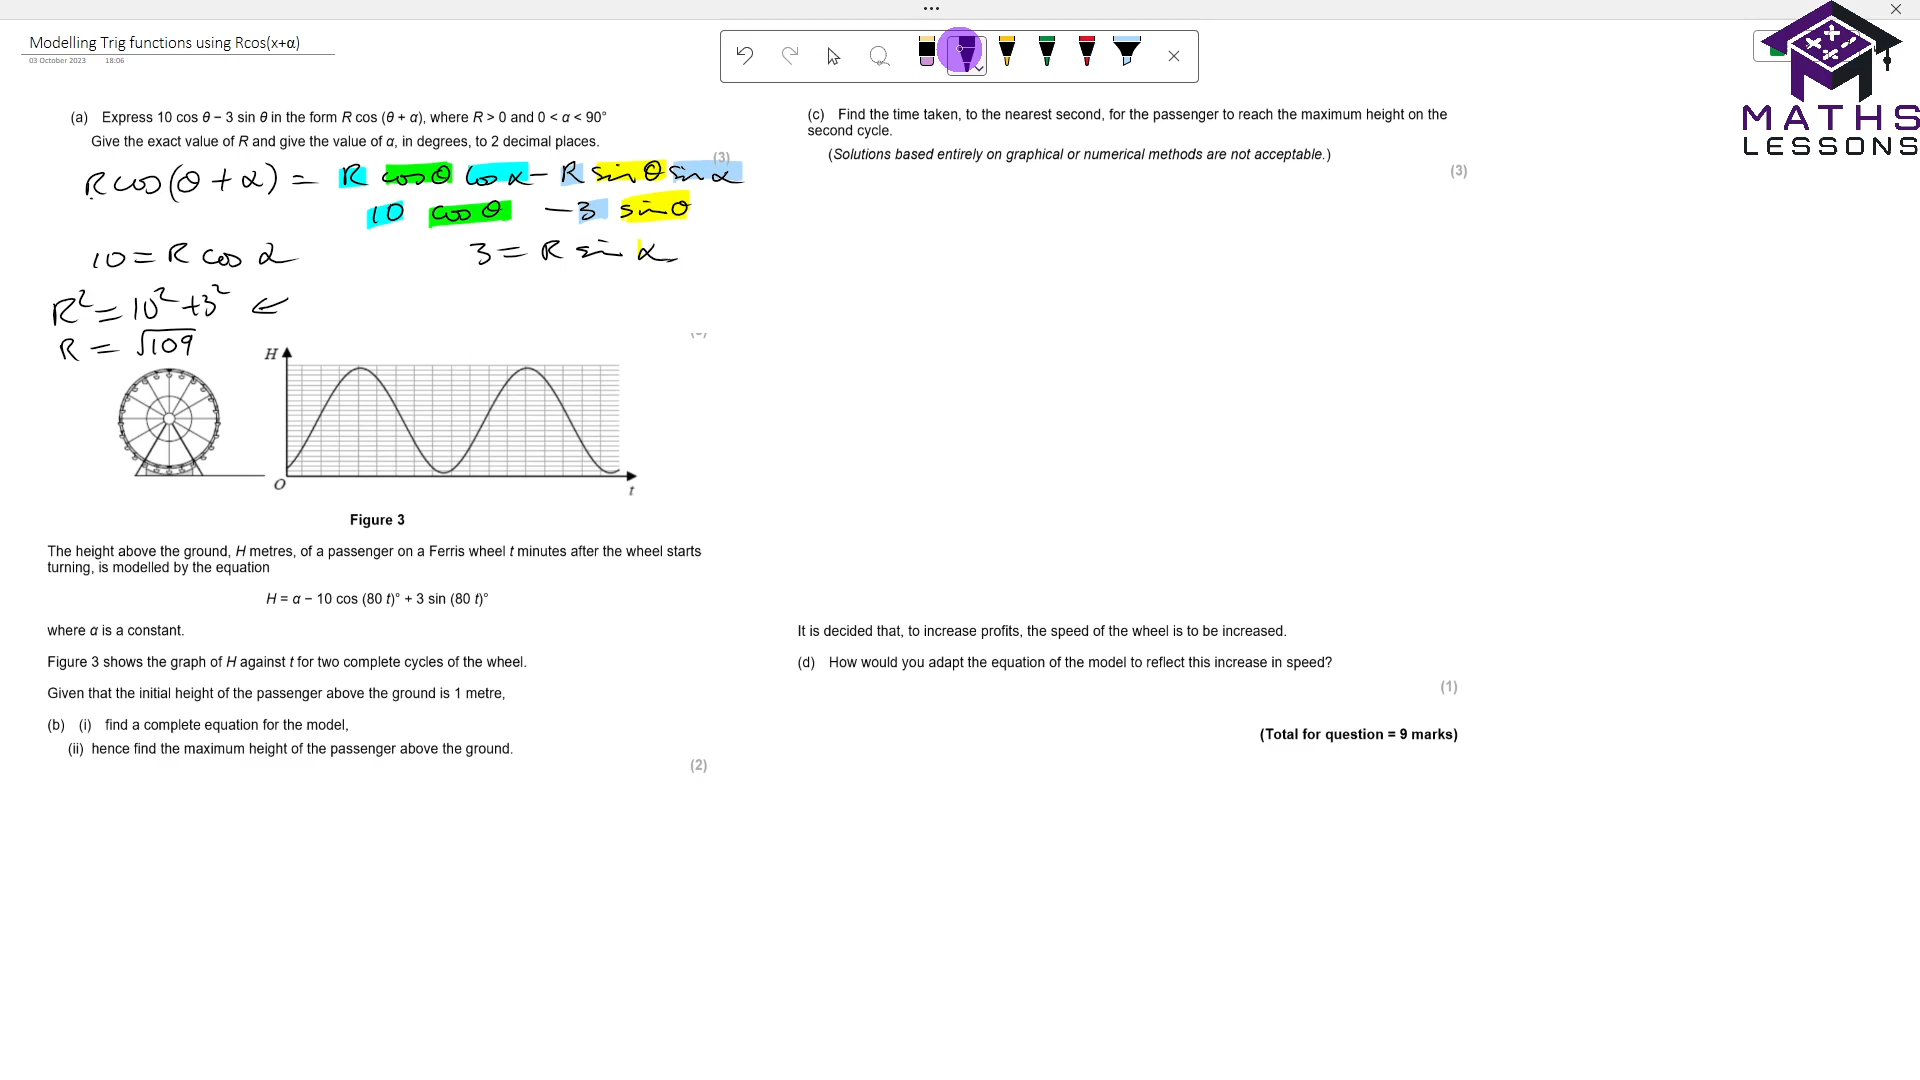 Modelling Trig functions using Rcos(x+α)
03 October 2023 18:06
(a) Express 10 cos θ − 3 sin θ in the form R cos (θ + α), where R > 0 and 0 < α < 90°
Give the exact value of R and give the value of α, in degrees, to 2 decimal places.
(3)
R cos(θ + α) = R cosθ cos α − R sinθ sin α
10 cos θ − 3 sinθ
10 = R cos α 3 = R sin α
R² = 10² + 3² ←
R = √109
H
O
t
Figure 3
The height above the ground, H metres, of a passenger on a Ferris wheel t minutes after the wheel starts
turning, is modelled by the equation
H = α − 10 cos (80 t)° + 3 sin (80 t)°
where α is a constant.
Figure 3 shows the graph of H against t for two complete cycles of the wheel.
Given that the initial height of the passenger above the ground is 1 metre,
(b) (i) find a complete equation for the model,
(ii) hence find the maximum height of the passenger above the ground.
(2)
(c) Find the time taken, to the nearest second, for the passenger to reach the maximum height on the
second cycle.
(Solutions based entirely on graphical or numerical methods are not acceptable.)
(3)
It is decided that, to increase profits, the speed of the wheel is to be increased.
(d) How would you adapt the equation of the model to reflect this increase in speed?
(1)
(Total for question = 9 marks)
MATHS
LESSONS